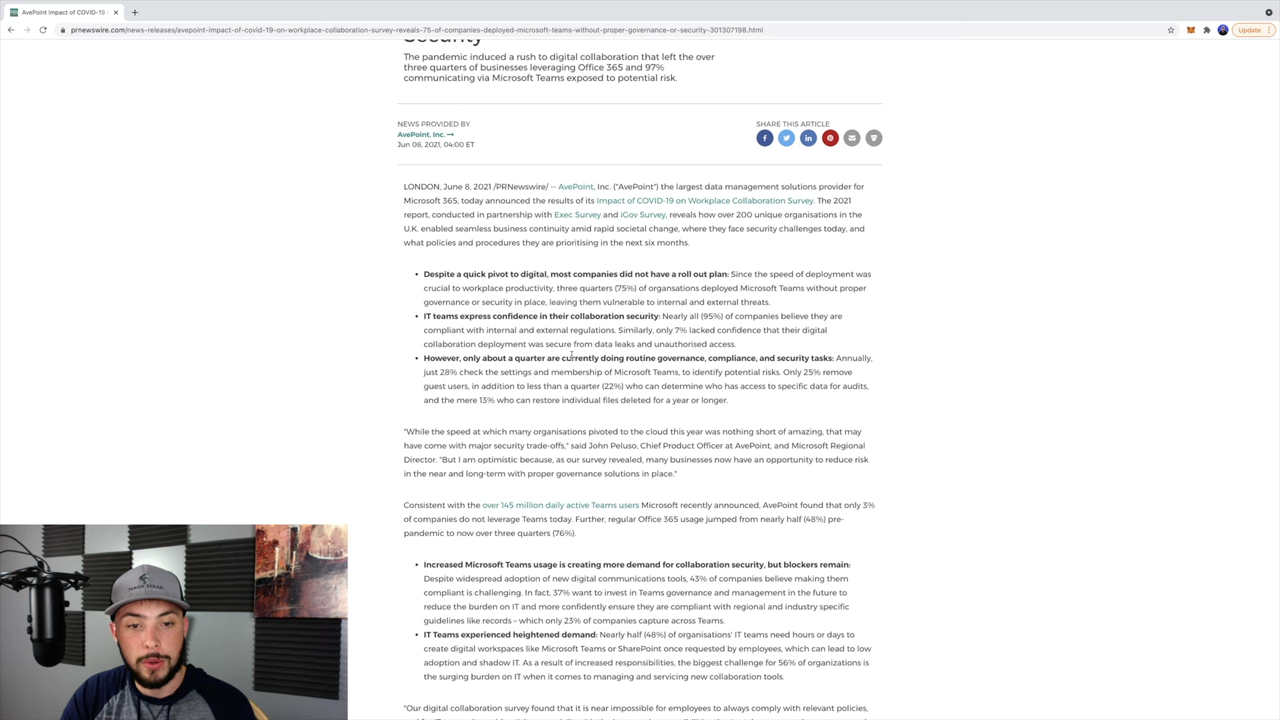 AvePoint Impact of COVID-19
prnewswire.com/news-releases/avepoint-impact-of-covid-19-on-workplace-collaboration-survey-reveals-75-of-companies-deployed-microsoft-teams-without-proper-governance-or-security-301307198.html
Update
Security
The pandemic induced a rush to digital collaboration that left the over
three quarters of businesses leveraging Office 365 and 97%
communicating via Microsoft Teams exposed to potential risk.
NEWS PROVIDED BY
AvePoint, Inc. →
Jun 08, 2021, 04:00 ET
SHARE THIS ARTICLE
LONDON, June 8, 2021 /PRNewswire/ -- AvePoint, Inc. ("AvePoint") the largest data management solutions provider for
Microsoft 365, today announced the results of its Impact of COVID-19 on Workplace Collaboration Survey. The 2021
report, conducted in partnership with Exec Survey and iGov Survey, reveals how over 200 unique organisations in the
U.K. enabled seamless business continuity amid rapid societal change, where they face security challenges today, and
what policies and procedures they are prioritising in the next six months.
• Despite a quick pivot to digital, most companies did not have a roll out plan: Since the speed of deployment was
crucial to workplace productivity, three quarters (75%) of organsations deployed Microsoft Teams without proper
governance or security in place, leaving them vulnerable to internal and external threats.
• IT teams express confidence in their collaboration security: Nearly all (95%) of companies believe they are
compliant with internal and external regulations. Similarly, only 7% lacked confidence that their digital
collaboration deployment was secure from data leaks and unauthorised access.
• However, only about a quarter are currently doing routine governance, compliance, and security tasks: Annually,
just 28% check the settings and membership of Microsoft Teams, to identify potential risks. Only 25% remove
guest users, in addition to less than a quarter (22%) who can determine who has access to specific data for audits,
and the mere 13% who can restore individual files deleted for a year or longer.
"While the speed at which many organisations pivoted to the cloud this year was nothing short of amazing, that may
have come with major security trade-offs," said John Peluso, Chief Product Officer at AvePoint, and Microsoft Regional
Director. "But I am optimistic because, as our survey revealed, many businesses now have an opportunity to reduce risk
in the near and long-term with proper governance solutions in place."
Consistent with the over 145 million daily active Teams users Microsoft recently announced, AvePoint found that only 3%
of companies do not leverage Teams today. Further, regular Office 365 usage jumped from nearly half (48%) pre-
pandemic to now over three quarters (76%).
• Increased Microsoft Teams usage is creating more demand for collaboration security, but blockers remain:
Despite widespread adoption of new digital communications tools, 43% of companies believe making them
compliant is challenging. In fact, 37% want to invest in Teams governance and management in the future to
reduce the burden on IT and more confidently ensure they are compliant with regional and industry specific
guidelines like records – which only 23% of companies capture across Teams.
• IT Teams experienced heightened demand: Nearly half (48%) of organisations' IT teams need hours or days to
create digital workspaces like Microsoft Teams or SharePoint once requested by employees, which can lead to low
adoption and shadow IT. As a result of increased responsibilities, the biggest challenge for 56% of organizations is
the surging burden on IT when it comes to managing and servicing new collaboration tools.
"Our digital collaboration survey found that it is near impossible for employees to always comply with relevant policies,